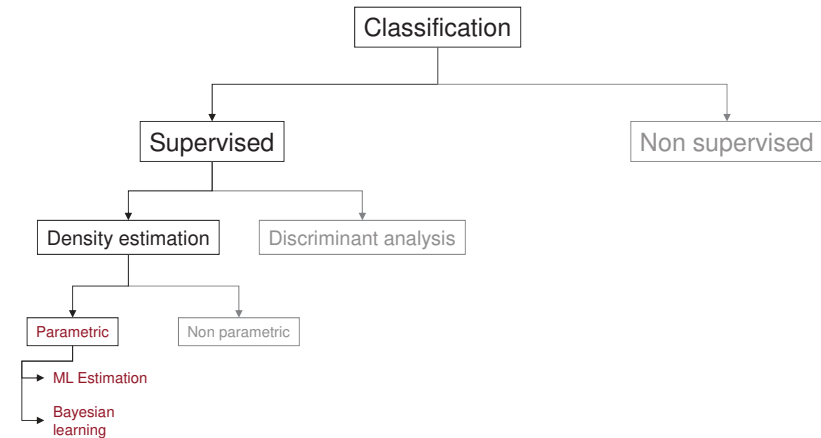 Classification
Supervised
Non supervised
Density estimation
Discriminant analysis
Parametric
Non parametric
ML Estimation
Bayesian
learning